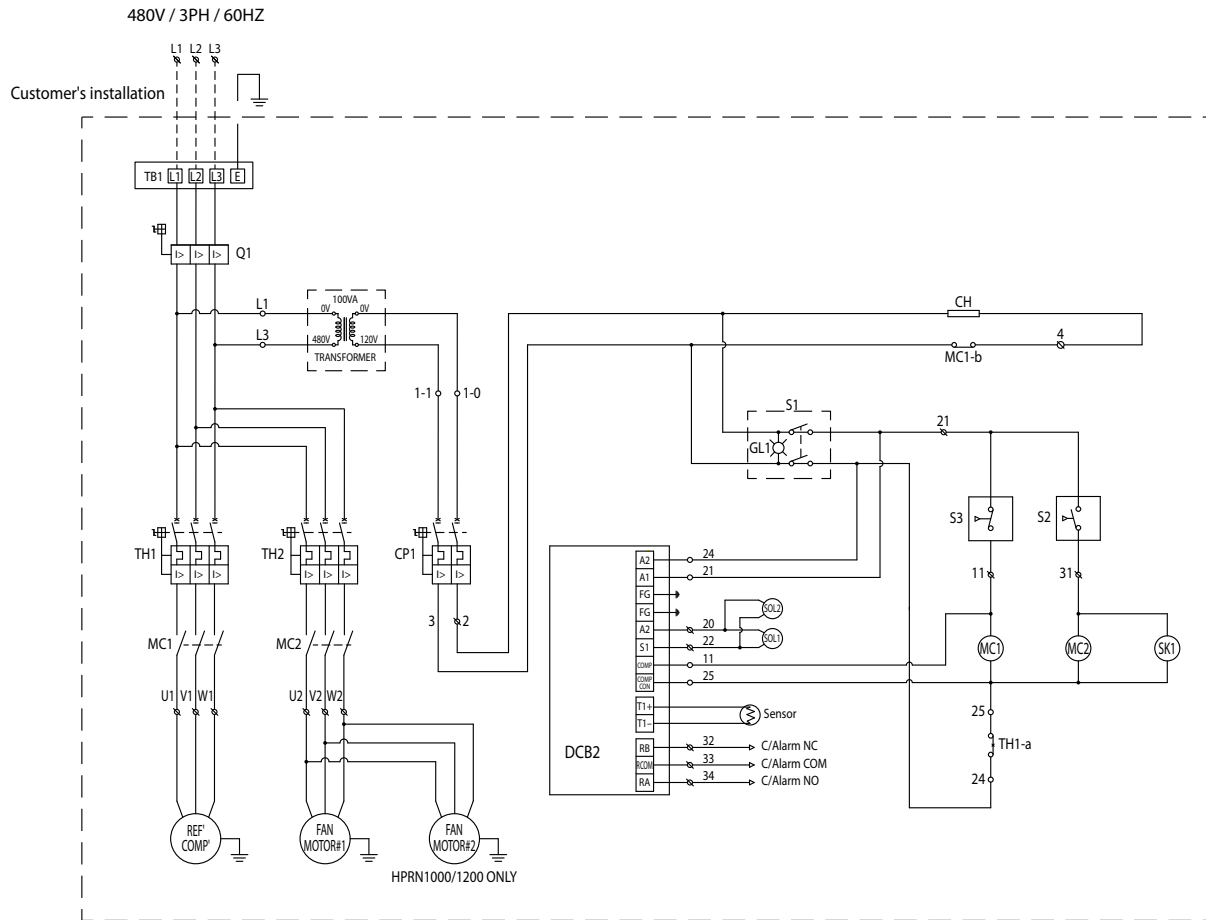 480V / 3PH / 60HZ
L1 L2 L3
Customer's installation
TB1 L1 L2 L3 E
I> I> I> Q1
L1
L3
100VA
0V 0V
480V 120V
TRANSFORMER
CH
4
MC1-b
1-1 1-0
S1
GL1
21
S3
S2
11
31
TH1
I> I> I>
TH2
I> I> I>
CP1
I> I>
3 2
MC1
MC2
U1 V1 W1
U2 V2 W2
DCB2
A2 24
A1 21
FG
FG
A2 20
S1 22
COMP 11
COMP CON 25
SOL2
SOL1
T1+
T1–
Sensor
RB 32 C/Alarm NC
RCOM 33 C/Alarm COM
RA 34 C/Alarm NO
MC1
MC2
SK1
25
TH1-a
24
REF'
COMP'
FAN
MOTOR#1
FAN
MOTOR#2
HPRN1000/1200 ONLY